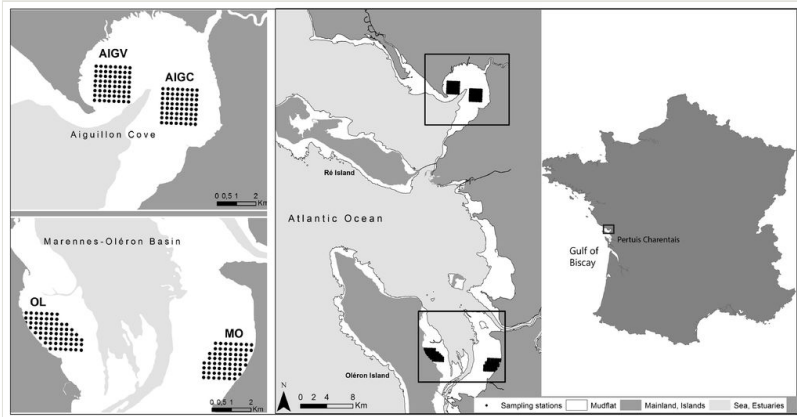 AIGV
AIGC
Aiguillon Cove
0 0,5 1 2
Km
Marennes-Oléron Basin
OL
MO
0 0,5 1 2
Km
Ré Island
Atlantic Ocean
Oléron Island
N
0 2 4 8
Km
Pertuis Charentais
Gulf of
Biscay
Sampling stations Mudflat Mainland, Islands Sea, Estuaries